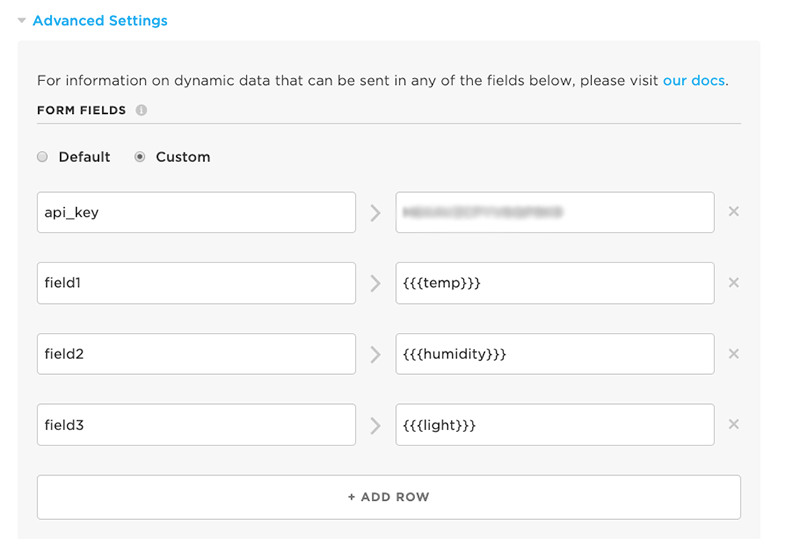 Advanced Settings
For information on dynamic data that can be sent in any of the fields below, please visit our docs.
FORM FIELDS
Default Custom
api_key
field1 {{{temp}}}
field2 {{{humidity}}}
field3 {{{light}}}
+ ADD ROW